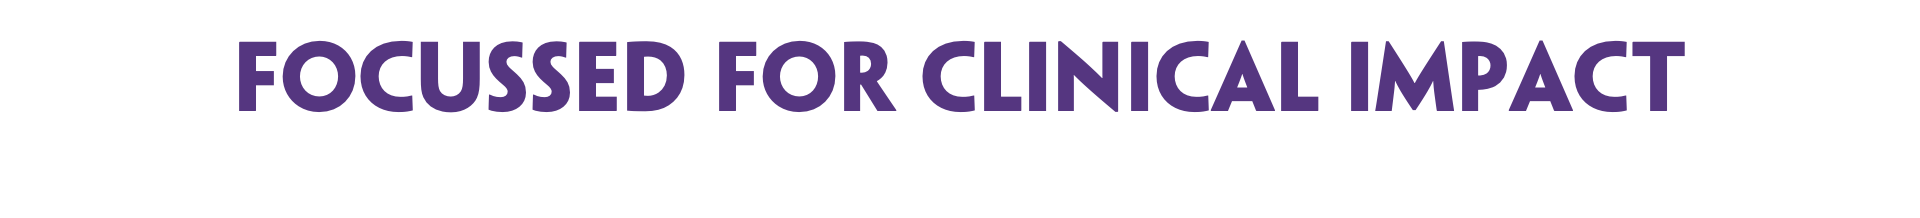 FOCUSSED FOR CLINICAL IMPACT